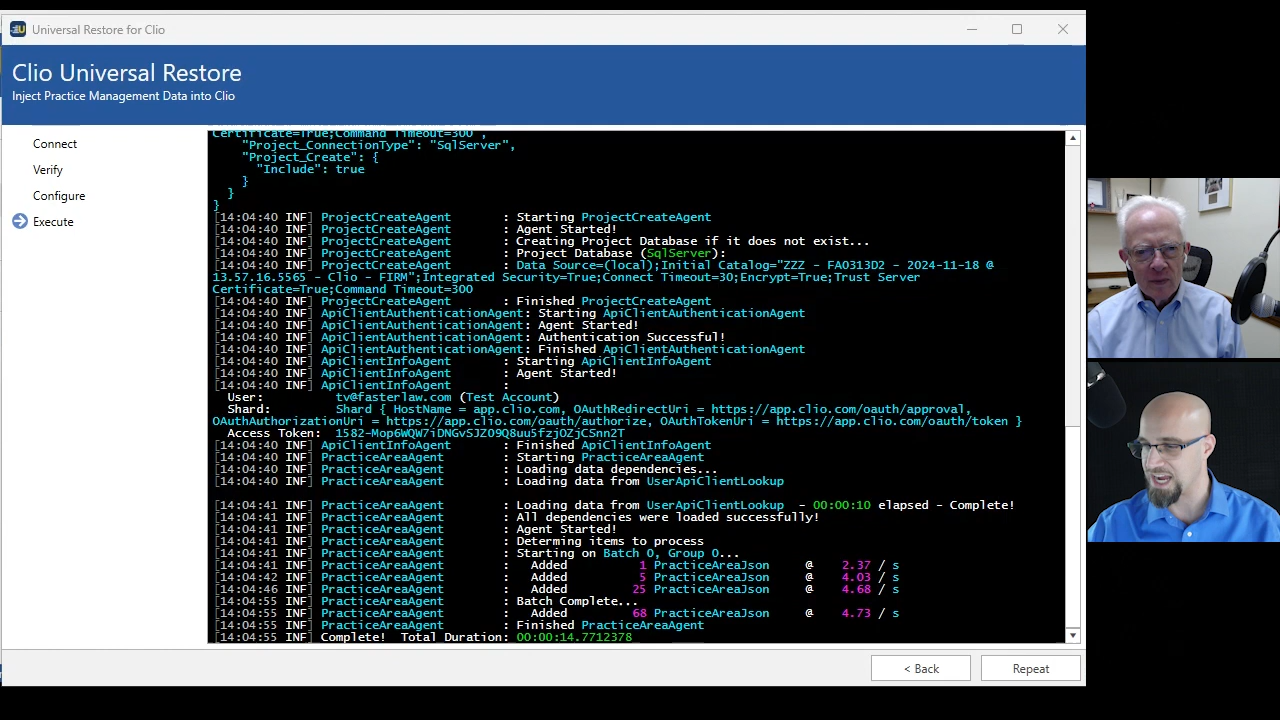 Universal Restore for Clio
Clio Universal Restore
Inject Practice Management Data into Clio
Connect
Verify
Configure
Execute
Certificate=True;Command Timeout=300",
"Project_ConnectionType": "SqlServer",
"Project_Create": {
"Include": true
}
}
}
[14:04:40 INF] ProjectCreateAgent : Starting ProjectCreateAgent
[14:04:40 INF] ProjectCreateAgent : Agent Started!
[14:04:40 INF] ProjectCreateAgent : Creating Project Database if it does not exist...
[14:04:40 INF] ProjectCreateAgent : Project Database (SqlServer):
[14:04:40 INF] ProjectCreateAgent : Data Source=(local);Initial Catalog="ZZZ - FA0313D2 - 2024-11-18 @
13.57.16.5565 - Clio - FIRM";Integrated Security=True;Connect Timeout=30;Encrypt=True;Trust Server
Certificate=True;Command Timeout=300
[14:04:40 INF] ProjectCreateAgent : Finished ProjectCreateAgent
[14:04:40 INF] ApiClientAuthenticationAgent: Starting ApiClientAuthenticationAgent
[14:04:40 INF] ApiClientAuthenticationAgent: Agent Started!
[14:04:40 INF] ApiClientAuthenticationAgent: Authentication Successful!
[14:04:40 INF] ApiClientAuthenticationAgent: Finished ApiClientAuthenticationAgent
[14:04:40 INF] ApiClientInfoAgent : Starting ApiClientInfoAgent
[14:04:40 INF] ApiClientInfoAgent : Agent Started!
[14:04:40 INF] ApiClientInfoAgent :
User: tv@fasterlaw.com (Test Account)
Shard: Shard { HostName = app.clio.com, OAuthRedirectUri = https://app.clio.com/oauth/approval,
OAuthAuthorizationUri = https://app.clio.com/oauth/authorize, OAuthTokenUri = https://app.clio.com/oauth/token }
Access Token: 1582-Mop6WQW7iDNGvSJZ09Q8uu5fzjOZjCSnn2T
[14:04:40 INF] ApiClientInfoAgent : Finished ApiClientInfoAgent
[14:04:40 INF] PracticeAreaAgent : Starting PracticeAreaAgent
[14:04:40 INF] PracticeAreaAgent : Loading data dependencies...
[14:04:40 INF] PracticeAreaAgent : Loading data from UserApiClientLookup
[14:04:41 INF] PracticeAreaAgent : Loading data from UserApiClientLookup - 00:00:10 elapsed - Complete!
[14:04:41 INF] PracticeAreaAgent : All dependencies were loaded successfully!
[14:04:41 INF] PracticeAreaAgent : Agent Started!
[14:04:41 INF] PracticeAreaAgent : Determing items to process
[14:04:41 INF] PracticeAreaAgent : Starting on Batch 0, Group 0...
[14:04:41 INF] PracticeAreaAgent : Added 1 PracticeAreaJson @ 2.37 / s
[14:04:42 INF] PracticeAreaAgent : Added 5 PracticeAreaJson @ 4.03 / s
[14:04:46 INF] PracticeAreaAgent : Added 25 PracticeAreaJson @ 4.68 / s
[14:04:55 INF] PracticeAreaAgent : Batch Complete...
[14:04:55 INF] PracticeAreaAgent : Added 68 PracticeAreaJson @ 4.73 / s
[14:04:55 INF] PracticeAreaAgent : Finished PracticeAreaAgent
[14:04:55 INF] Complete! Total Duration: 00:00:14.7712378
< Back
Repeat